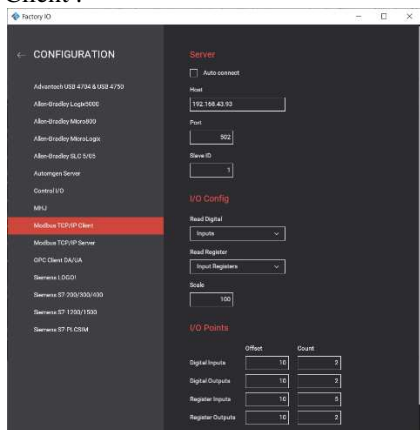 Client .
Factory IO
← CONFIGURATION
Advantech USB 4704 & USB 4750
Allen-Bradley Logix5000
Allen-Bradley Micro800
Allen-Bradley MicroLogix
Allen-Bradley SLC 5/05
Automgen Server
Control I/O
MHJ
Modbus TCP/IP Client
Modbus TCP/IP Server
OPC Client DA/UA
Siemens LOGO!
Siemens S7-200/300/400
Siemens S7-1200/1500
Siemens S7-PLCSIM
Server
Auto connect
Host
192.168.43.93
Port
502
Slave ID
1
I/O Config
Read Digital
Inputs
Read Register
Input Registers
Scale
100
I/O Points
Offset Count
Digital Inputs 10 2
Digital Outputs 10 2
Register Inputs 10 5
Register Outputs 10 2